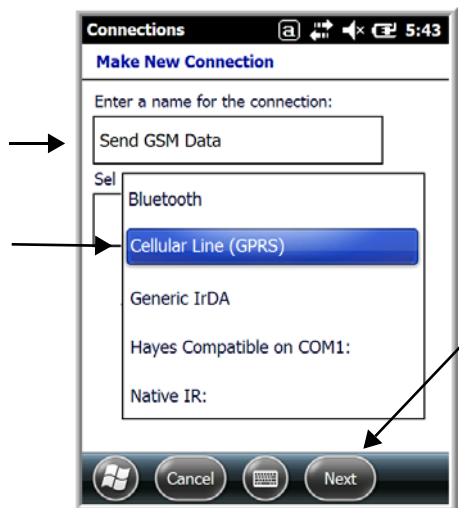 Connections a 5:43
Make New Connection
Enter a name for the connection:
Send GSM Data
Sel
Bluetooth
Cellular Line (GPRS)
Generic IrDA
Hayes Compatible on COM1:
Native IR:
Cancel Next